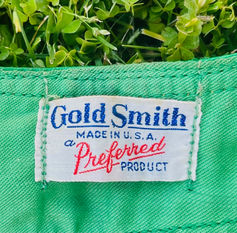 Gold Smith
MADE IN U.S.A.
a Preferred
PRODUCT